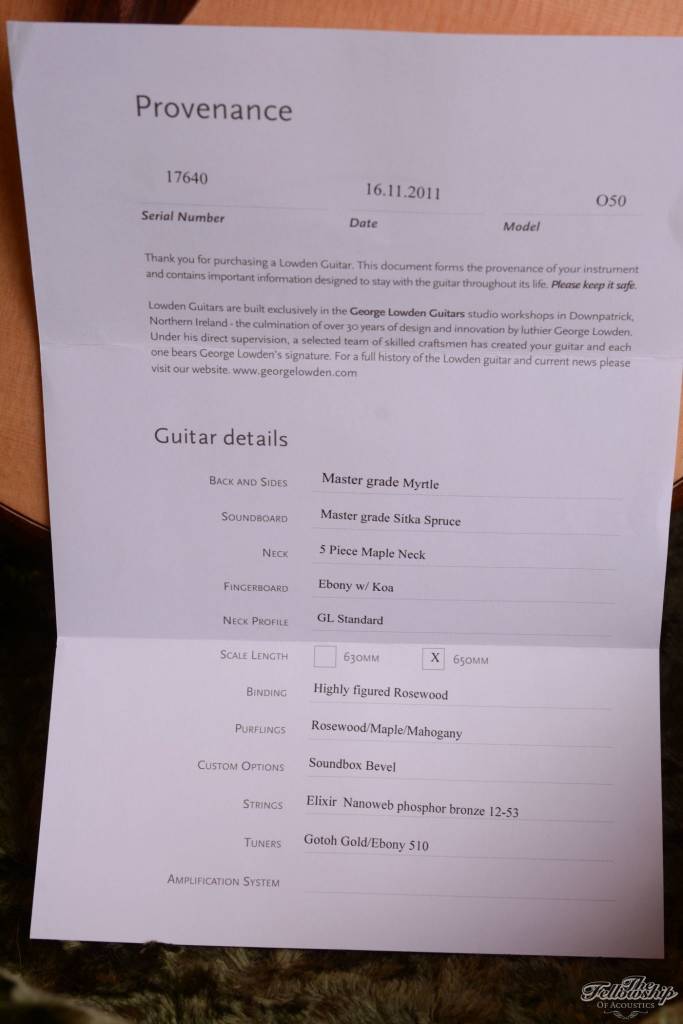 Provenance
17640 16.11.2011 O50
Serial Number Date Model
Thank you for purchasing a Lowden Guitar. This document forms the provenance of your instrument
and contains important information designed to stay with the guitar throughout its life. Please keep it safe.
Lowden Guitars are built exclusively in the George Lowden Guitars studio workshops in Downpatrick,
Northern Ireland - the culmination of over 30 years of design and innovation by luthier George Lowden.
Under his direct supervision, a selected team of skilled craftsmen has created your guitar and each
one bears George Lowden's signature. For a full history of the Lowden guitar and current news please
visit our website. www.georgelowden.com
Guitar details
Back and Sides Master grade Myrtle
Soundboard Master grade Sitka Spruce
Neck 5 Piece Maple Neck
Fingerboard Ebony w/ Koa
Neck Profile GL Standard
Scale Length 630mm X 650mm
Binding Highly figured Rosewood
Purflings Rosewood/Maple/Mahogany
Custom Options Soundbox Bevel
Strings Elixir Nanoweb phosphor bronze 12-53
Tuners Gotoh Gold/Ebony 510
Amplification System
The
Fellowship
Of Acoustics